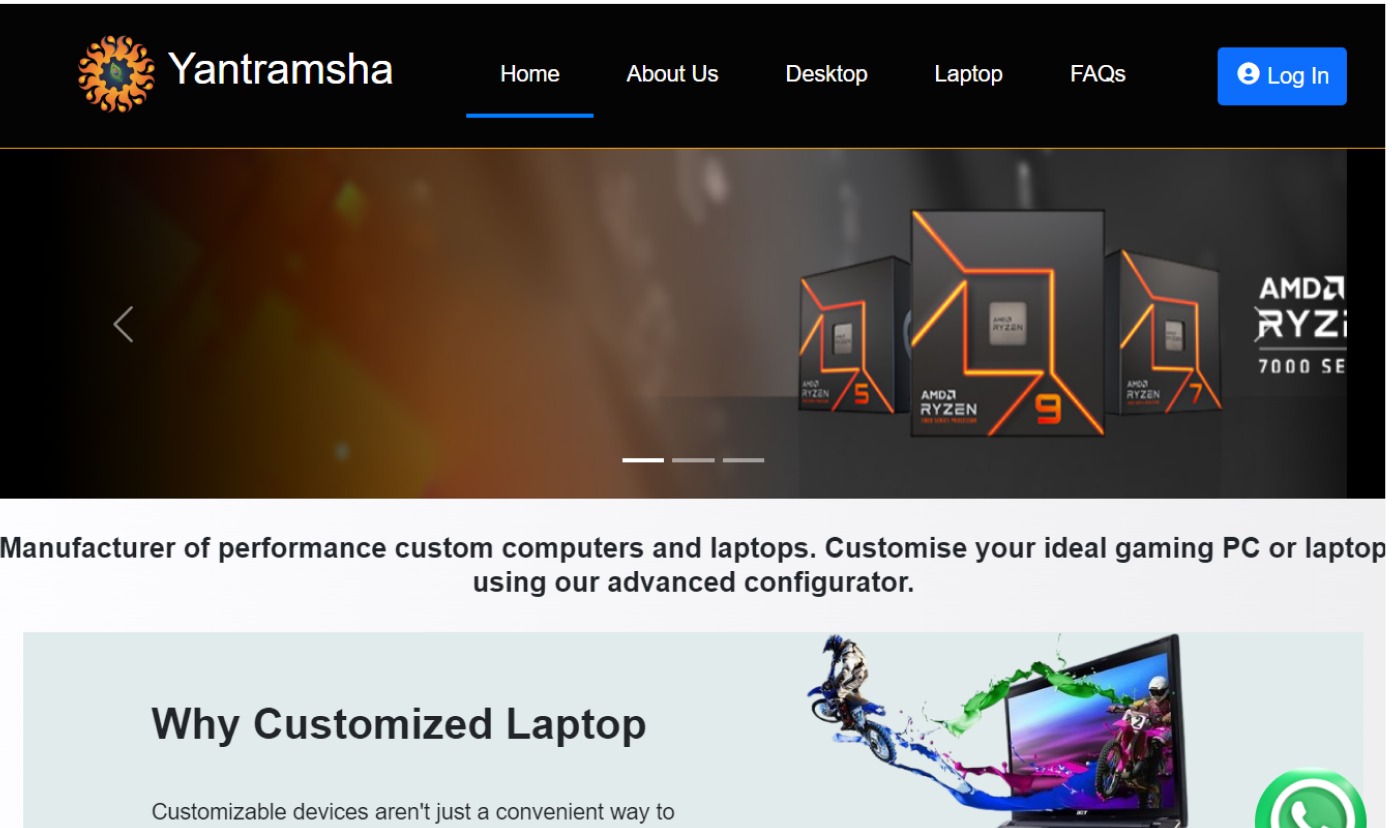 Yantramsha
Home
About Us
Desktop
Laptop
FAQs
Log In
AMD
RYZEN
AMD
RYZEN
5
AMD
RYZEN
9
AMD
RYZEN
7
AMD
RYZ
7000 SE
Manufacturer of performance custom computers and laptops. Customise your ideal gaming PC or laptop
using our advanced configurator.
Why Customized Laptop
Customizable devices aren't just a convenient way to